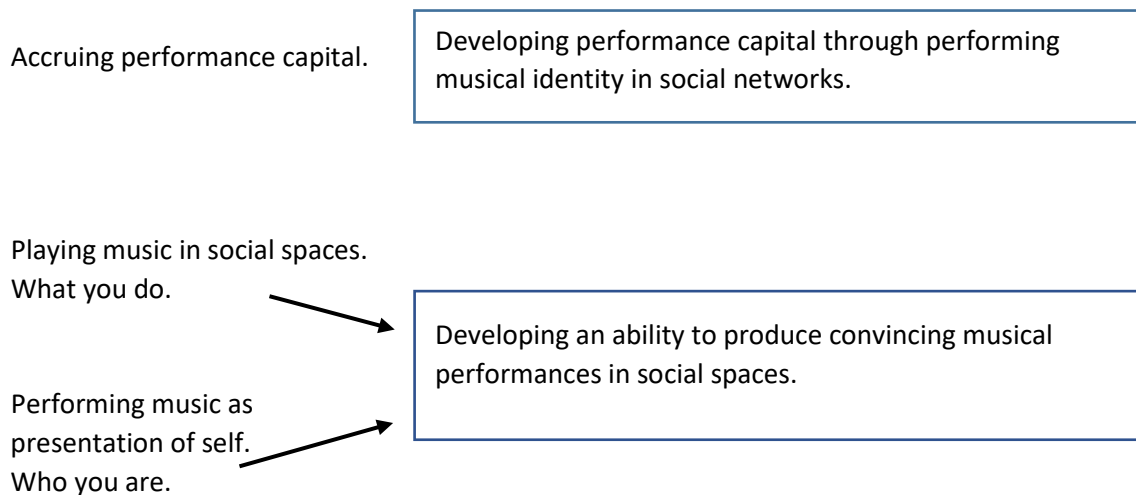 Accruing performance capital.
Developing performance capital through performing
musical identity in social networks.
Playing music in social spaces.
What you do.
Developing an ability to produce convincing musical
performances in social spaces.
Performing music as
presentation of self.
Who you are.